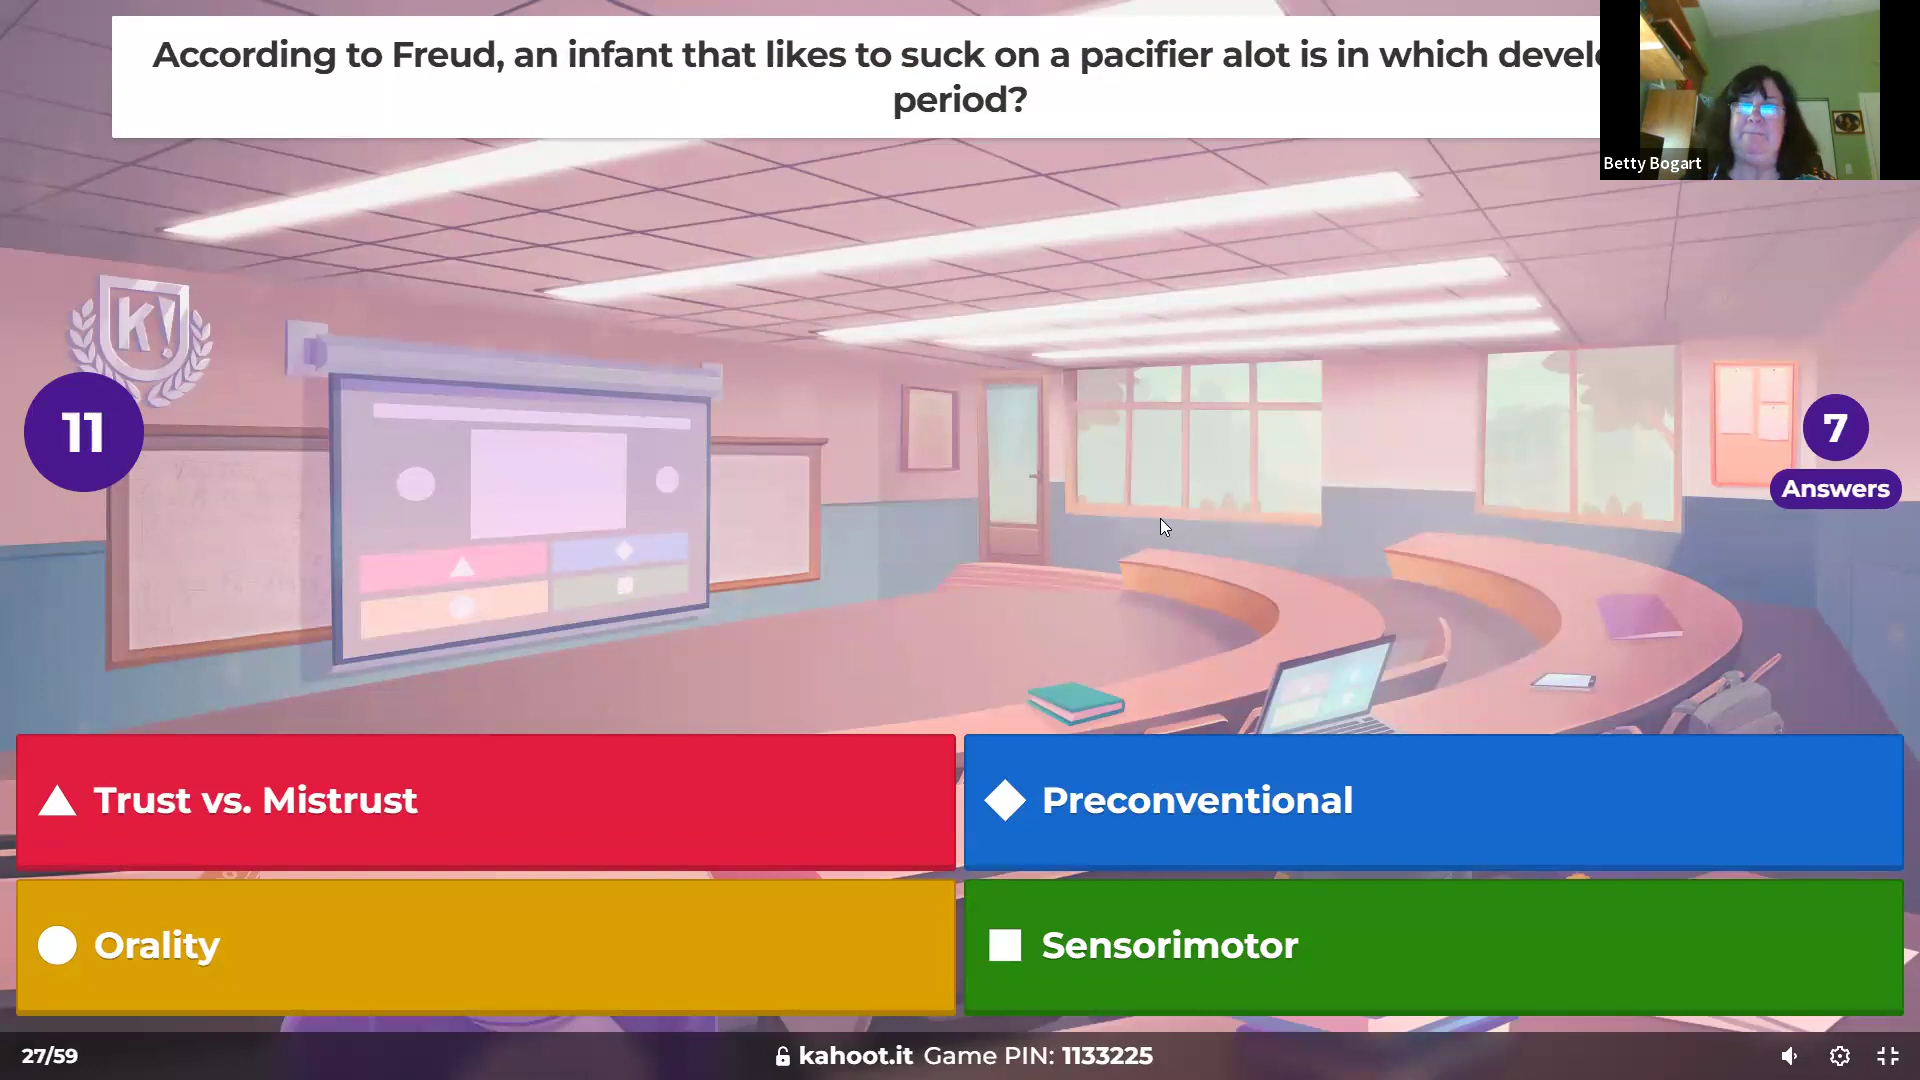 According to Freud, an infant that likes to suck on a pacifier alot is in which
period?
Betty Bogart
K!
11
7
Answers
Trust vs. Mistrust
Preconventional
Orality
Sensorimotor
27/59
kahoot.it Game PIN: 1133225